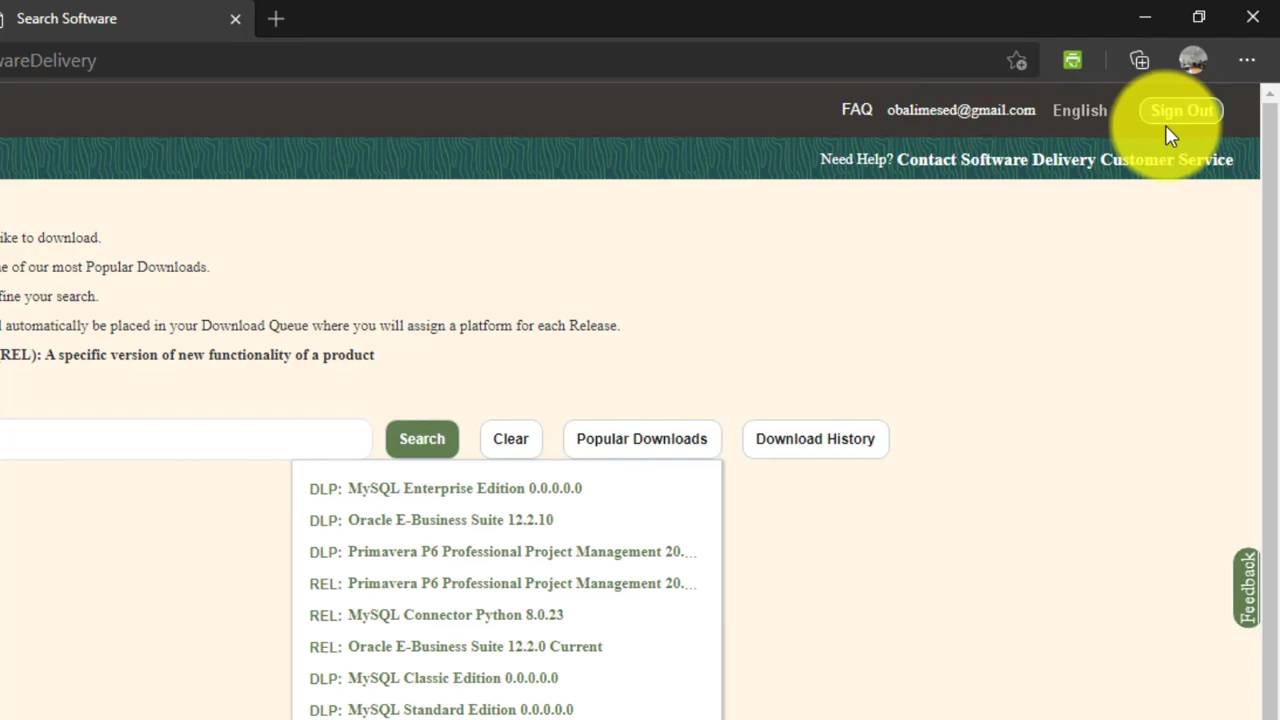 Search Software
wareDelivery
FAQ obalimesed@gmail.com English Sign Out
Need Help? Contact Software Delivery Customer Service
ike to download.
e of our most Popular Downloads.
fine your search.
l automatically be placed in your Download Queue where you will assign a platform for each Release.
(REL): A specific version of new functionality of a product
Search Clear Popular Downloads Download History
DLP: MySQL Enterprise Edition 0.0.0.0.0
DLP: Oracle E-Business Suite 12.2.10
DLP: Primavera P6 Professional Project Management 20....
REL: Primavera P6 Professional Project Management 20....
REL: MySQL Connector Python 8.0.23
REL: Oracle E-Business Suite 12.2.0 Current
DLP: MySQL Classic Edition 0.0.0.0.0
DLP: MySQL Standard Edition 0.0.0.0.0
Feedback